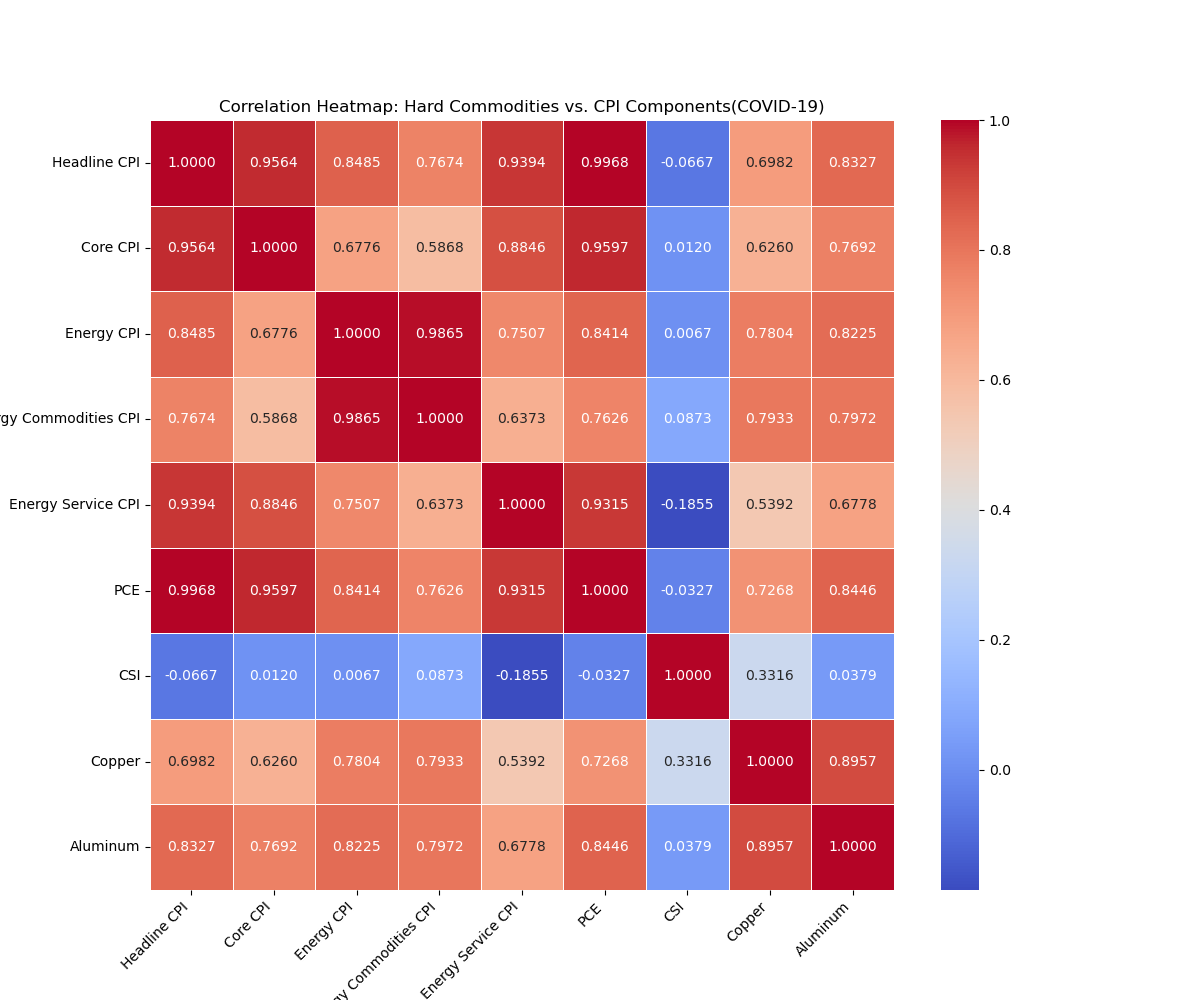 Correlation Heatmap: Hard Commodities vs. CPI Components(COVID-19)
Headline CPI 1.0000 0.9564 0.8485 0.7674 0.9394 0.9968 -0.0667 0.6982 0.8327
Core CPI 0.9564 1.0000 0.6776 0.5868 0.8846 0.9597 0.0120 0.6260 0.7692
Energy CPI 0.8485 0.6776 1.0000 0.9865 0.7507 0.8414 0.0067 0.7804 0.8225
gy Commodities CPI 0.7674 0.5868 0.9865 1.0000 0.6373 0.7626 0.0873 0.7933 0.7972
Energy Service CPI 0.9394 0.8846 0.7507 0.6373 1.0000 0.9315 -0.1855 0.5392 0.6778
PCE 0.9968 0.9597 0.8414 0.7626 0.9315 1.0000 -0.0327 0.7268 0.8446
CSI -0.0667 0.0120 0.0067 0.0873 -0.1855 -0.0327 1.0000 0.3316 0.0379
Copper 0.6982 0.6260 0.7804 0.7933 0.5392 0.7268 0.3316 1.0000 0.8957
Aluminum 0.8327 0.7692 0.8225 0.7972 0.6778 0.8446 0.0379 0.8957 1.0000
Headline CPI
Core CPI
Energy CPI
gy Commodities CPI
Energy Service CPI
PCE
CSI
Copper
Aluminum
1.0
0.8
0.6
0.4
0.2
0.0